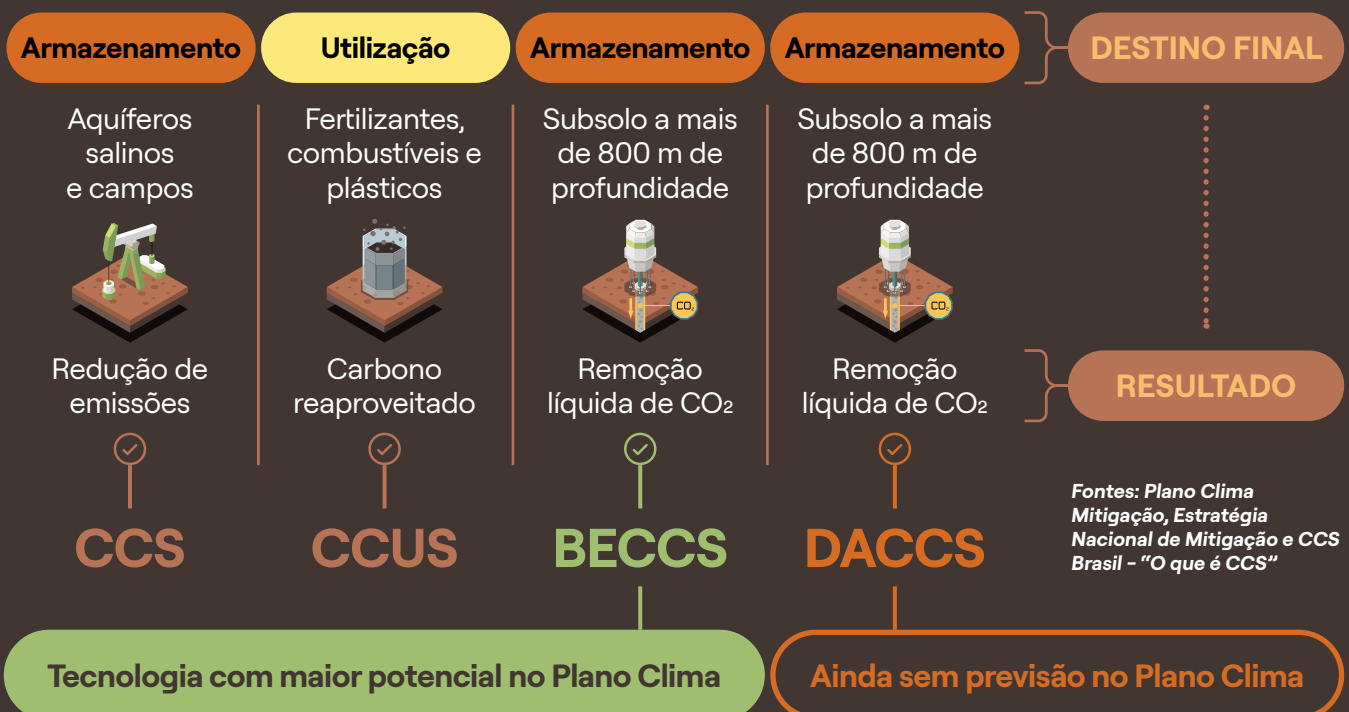 Armazenamento
Utilização
Armazenamento
Armazenamento
DESTINO FINAL
Aquíferos
salinos
e campos
Fertilizantes,
combustíveis e
plásticos
Subsolo a mais
de 800 m de
profundidade
CO₂
Subsolo a mais
de 800 m de
profundidade
CO₂
Redução de
emissões
Carbono
reaproveitado
Remoção
líquida de CO₂
Remoção
líquida de CO₂
RESULTADO
CCS
CCUS
BECCS
DACCS
Fontes: Plano Clima
Mitigação, Estratégia
Nacional de Mitigação e CCS
Brasil - “O que é CCS”
Tecnologia com maior potencial no Plano Clima
Ainda sem previsão no Plano Clima